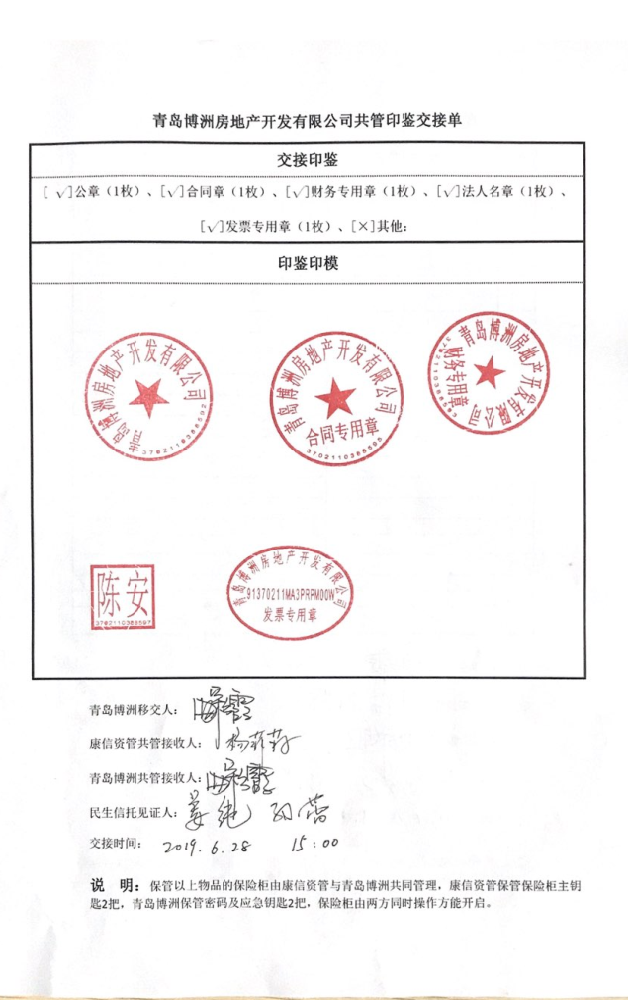 青岛博洲房地产开发有限公司共管印鉴交接单
交接印鉴
[ √]公章（1枚）、[√]合同章（1枚）、[√]财务专用章（1枚）、[√]法人名章（1枚）、
[√]发票专用章（1枚）、[×]其他：
印鉴印模
青岛博洲房地产开发有限公司
青岛博洲房地产开发有限公司
合同专用章
3702110388595
青岛博洲房地产开发有限公司
财务专用章
陈安
3702110388597
青岛博洲房地产开发有限公司
91370211MA3PRPM00W
发票专用章
青岛博洲移交人：
康信资管共管接收人：
青岛博洲共管接收人：
民生信托见证人：姜纯
交接时间： 2019.6.28 15:00
说 明：保管以上物品的保险柜由康信资管与青岛博洲共同管理，康信资管保管保险柜主钥
匙2把，青岛博洲保管密码及应急钥匙2把，保险柜由两方同时操作方能开启。